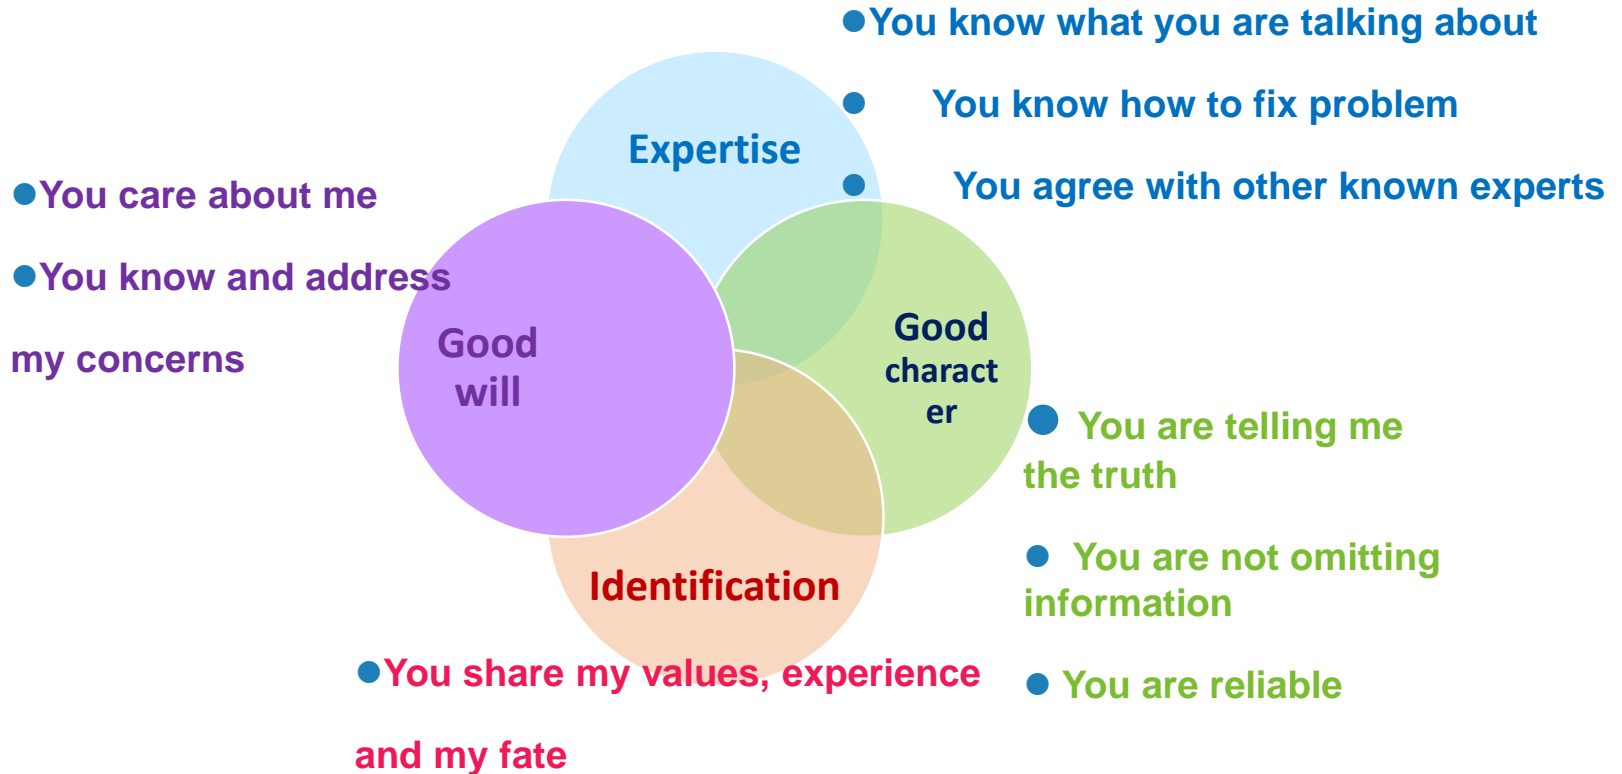 ●You know what you are talking about
● You know how to fix problem
● You agree with other known experts
Expertise
●You care about me
●You know and address
my concerns
Good
will
Good
charact
er
● You are telling me
the truth
● You are not omitting
information
● You are reliable
Identification
●You share my values, experience
and my fate